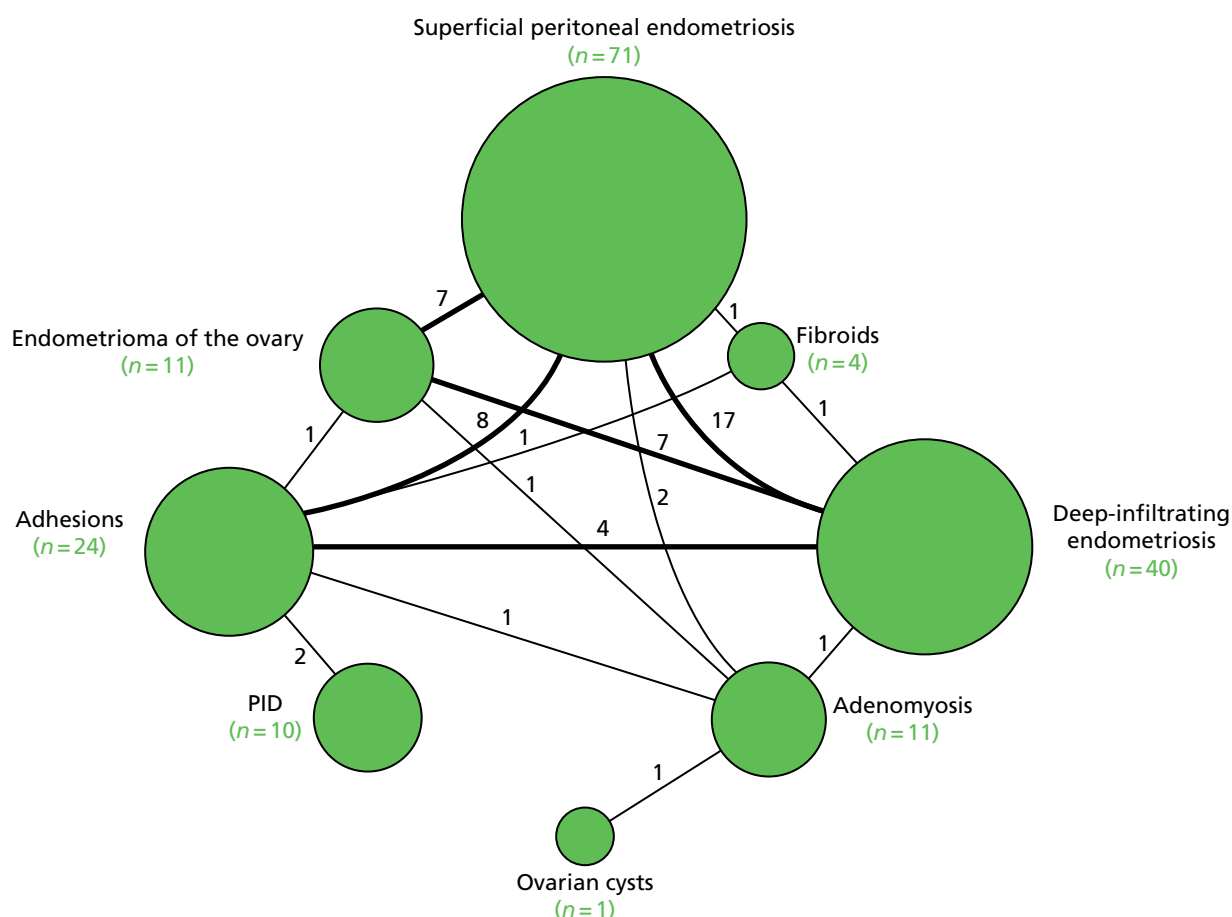 Superficial peritoneal endometriosis
(n=71)
7
1
Endometrioma of the ovary
(n=11)
Fibroids
(n=4)
8
1
17
1
1
7
1
2
Adhesions
(n=24)
4
Deep-infiltrating
endometriosis
(n=40)
1
2
1
PID
(n=10)
Adenomyosis
(n=11)
1
Ovarian cysts
(n=1)